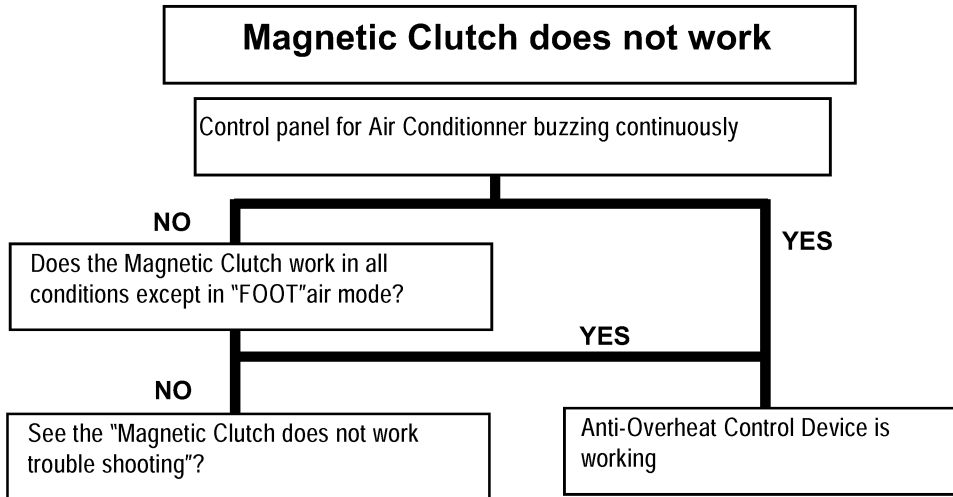 Magnetic Clutch does not work
Control panel for Air Conditionner buzzing continuously
NO
YES
Does the Magnetic Clutch work in all
conditions except in "FOOT"air mode?
YES
NO
See the "Magnetic Clutch does not work
trouble shooting"?
Anti-Overheat Control Device is
working